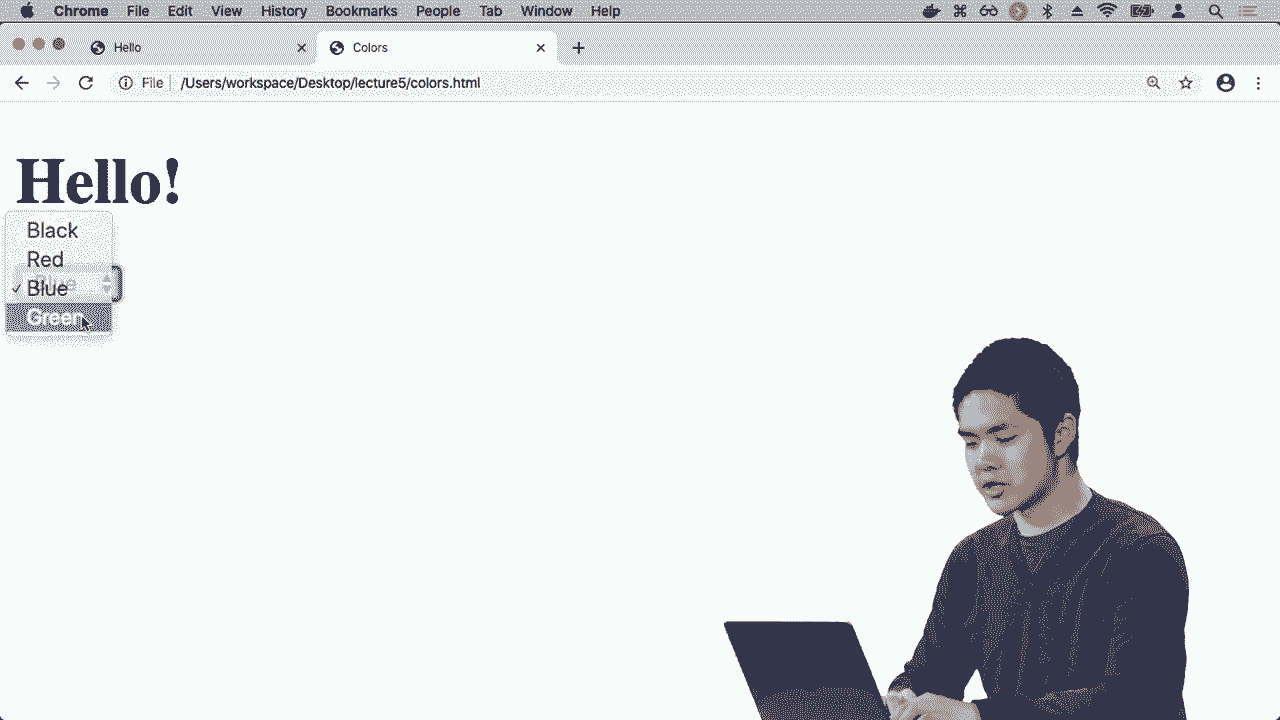 Chrome File Edit View History Bookmarks People Tab Window Help
Hello Colors
File /Users/workspace/Desktop/lecture5/colors.html
Hello!
Black
Red
Blue
Blue
Green